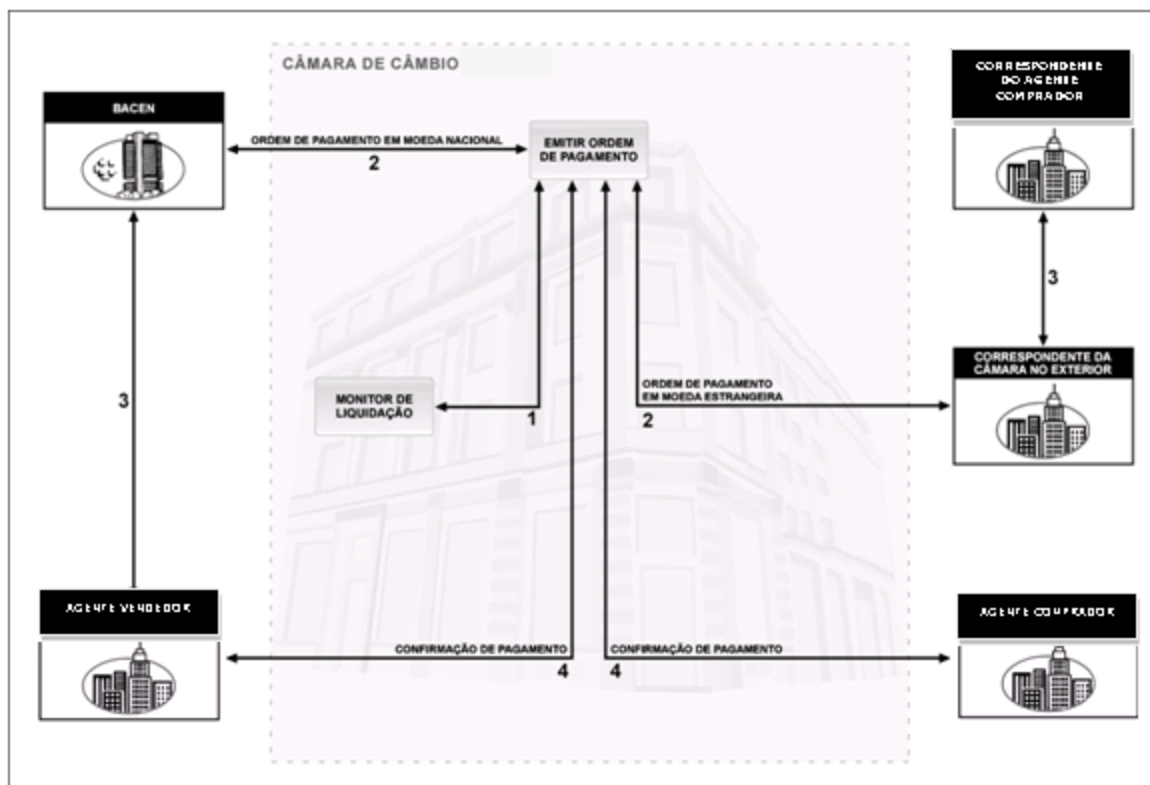 CÂMARA DE CÂMBIO
CORRESPONDENTE
DO AGENTE
COMPRADOR
BACEN
ORDEM DE PAGAMENTO EM MOEDA NACIONAL
2
EMITIR ORDEM
DE PAGAMENTO
3
CORRESPONDENTE DA
CÂMARA NO EXTERIOR
MONITOR DE
LIQUIDAÇÃO
1
ORDEM DE PAGAMENTO
EM MOEDA ESTRANGEIRA
2
3
AGENTE VENDEDOR
AGENTE COMPRADOR
CONFIRMAÇÃO DE PAGAMENTO
4
CONFIRMAÇÃO DE PAGAMENTO
4